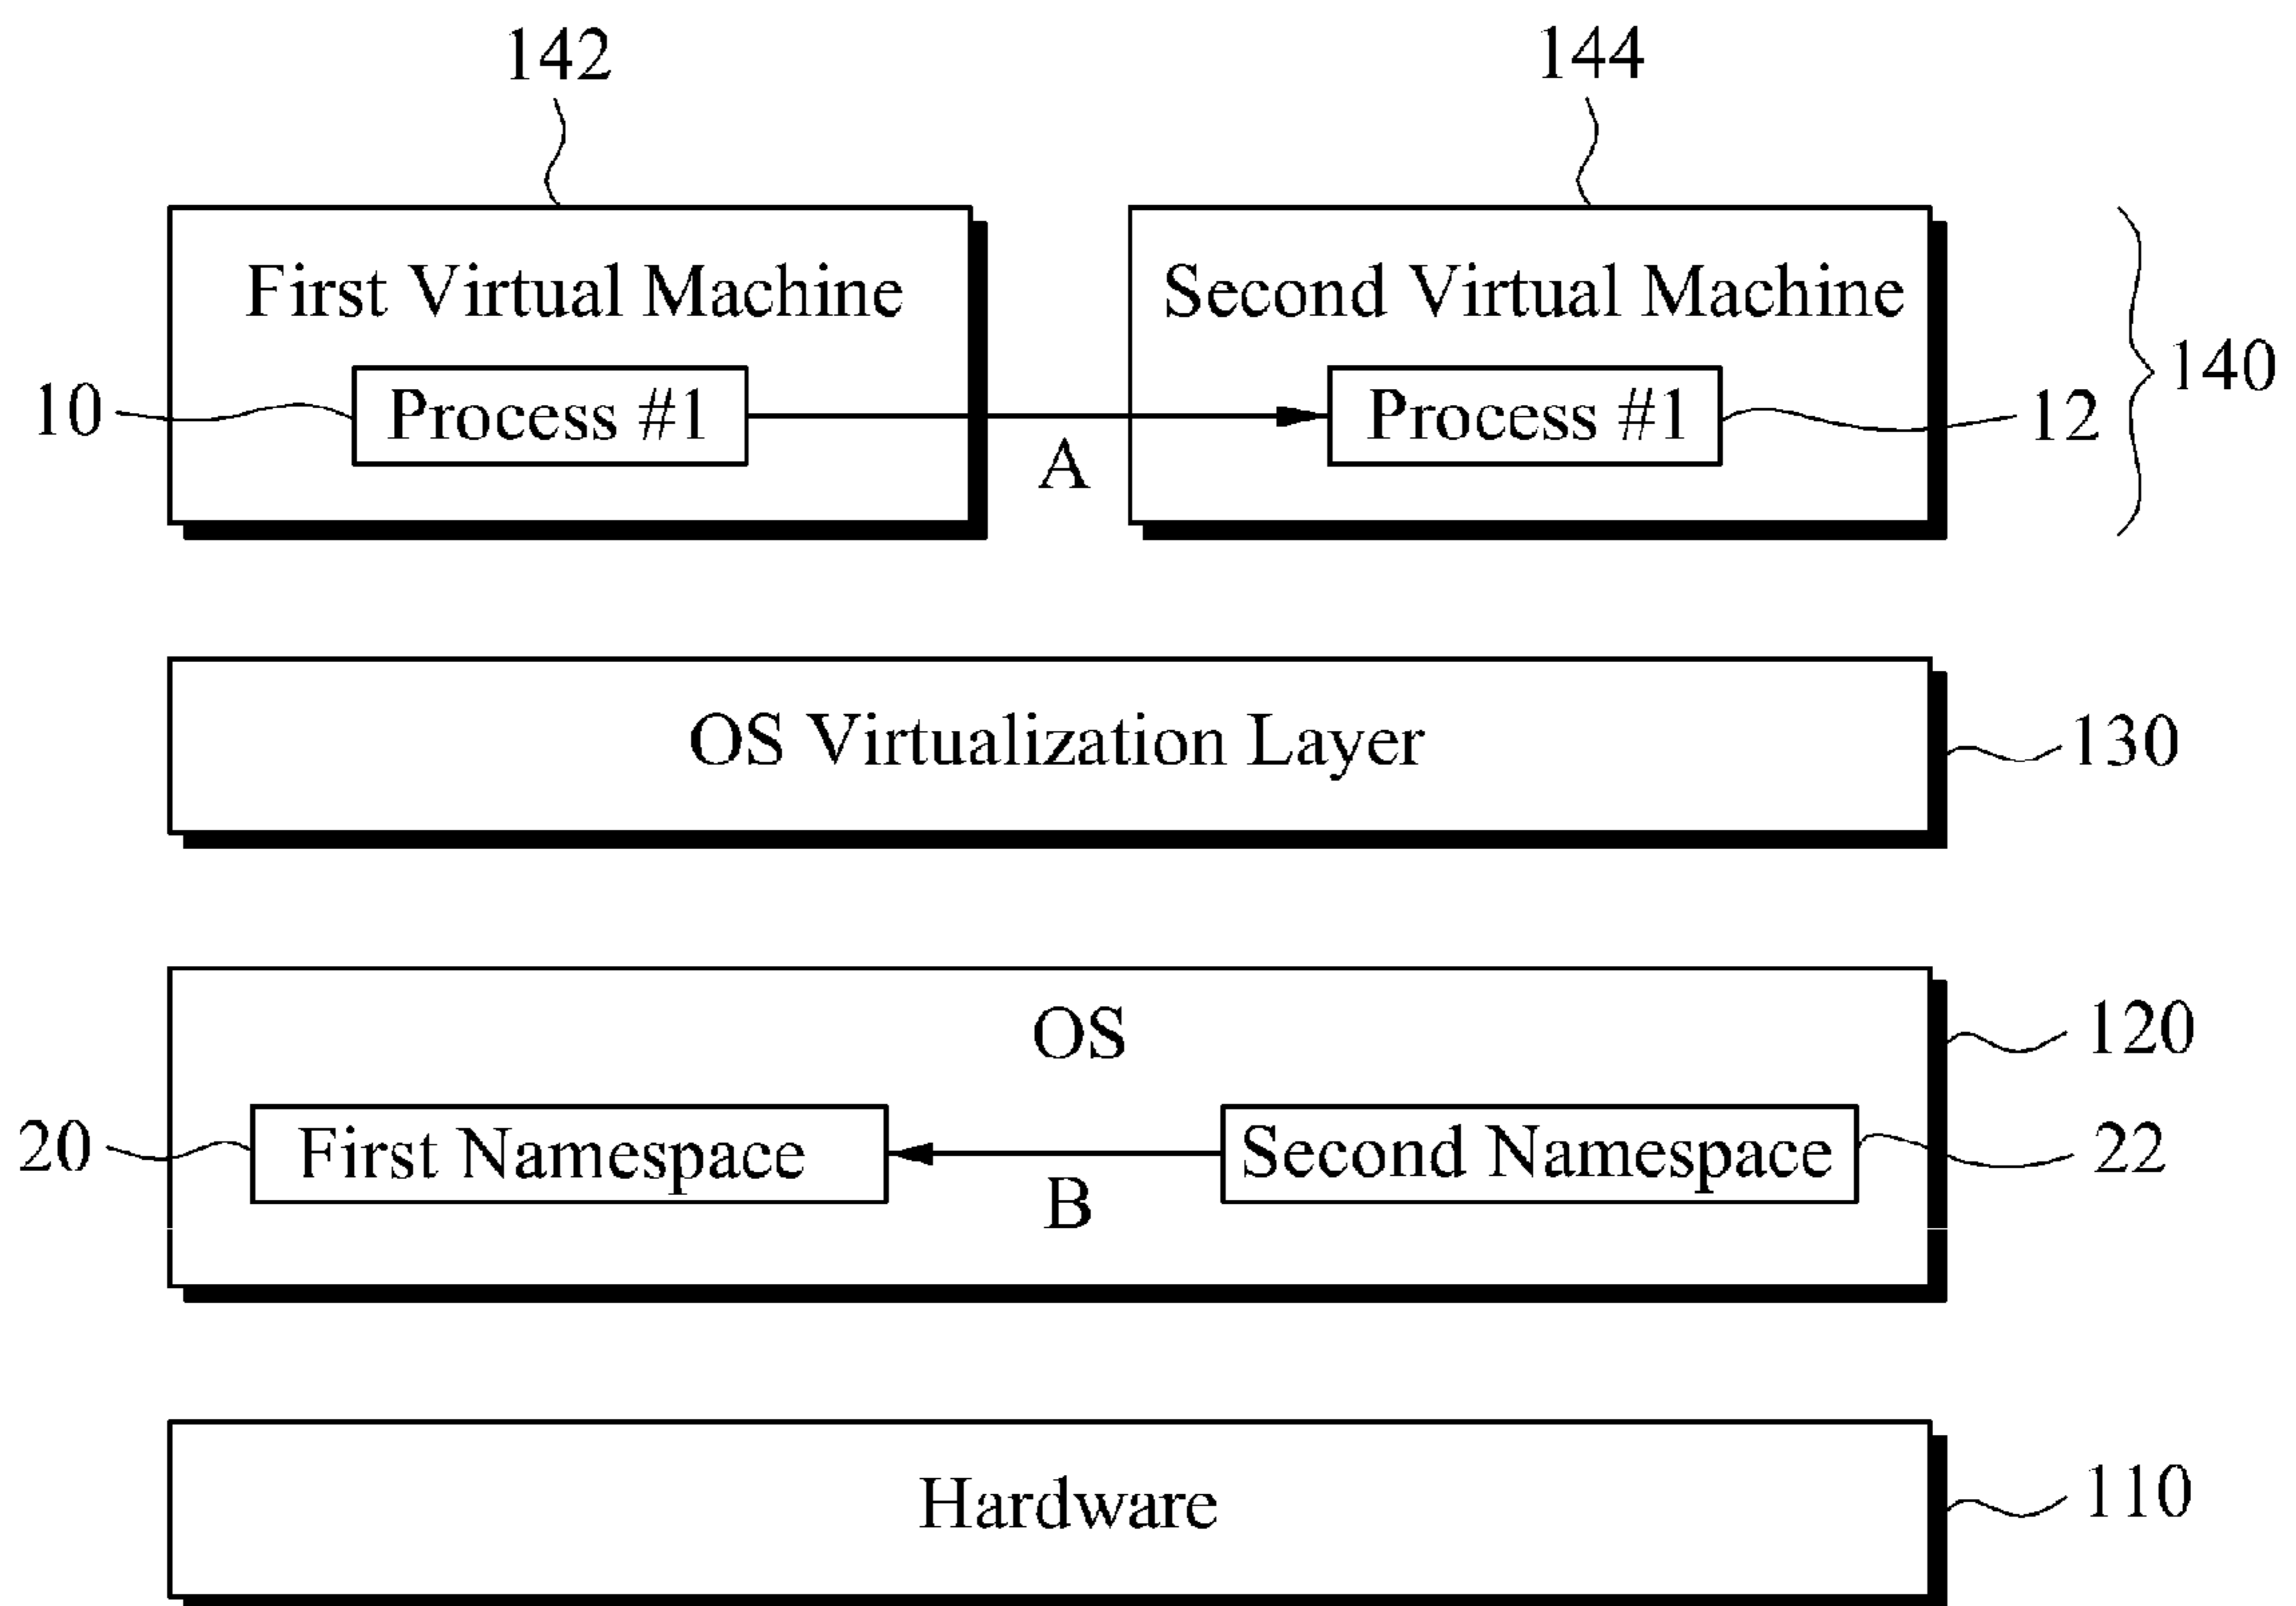 142
144
First Virtual Machine
Second Virtual Machine
140
10
Process #1
Process #1
12
A
OS Virtualization Layer
130
OS
120
20
First Namespace
Second Namespace
22
B
Hardware
110